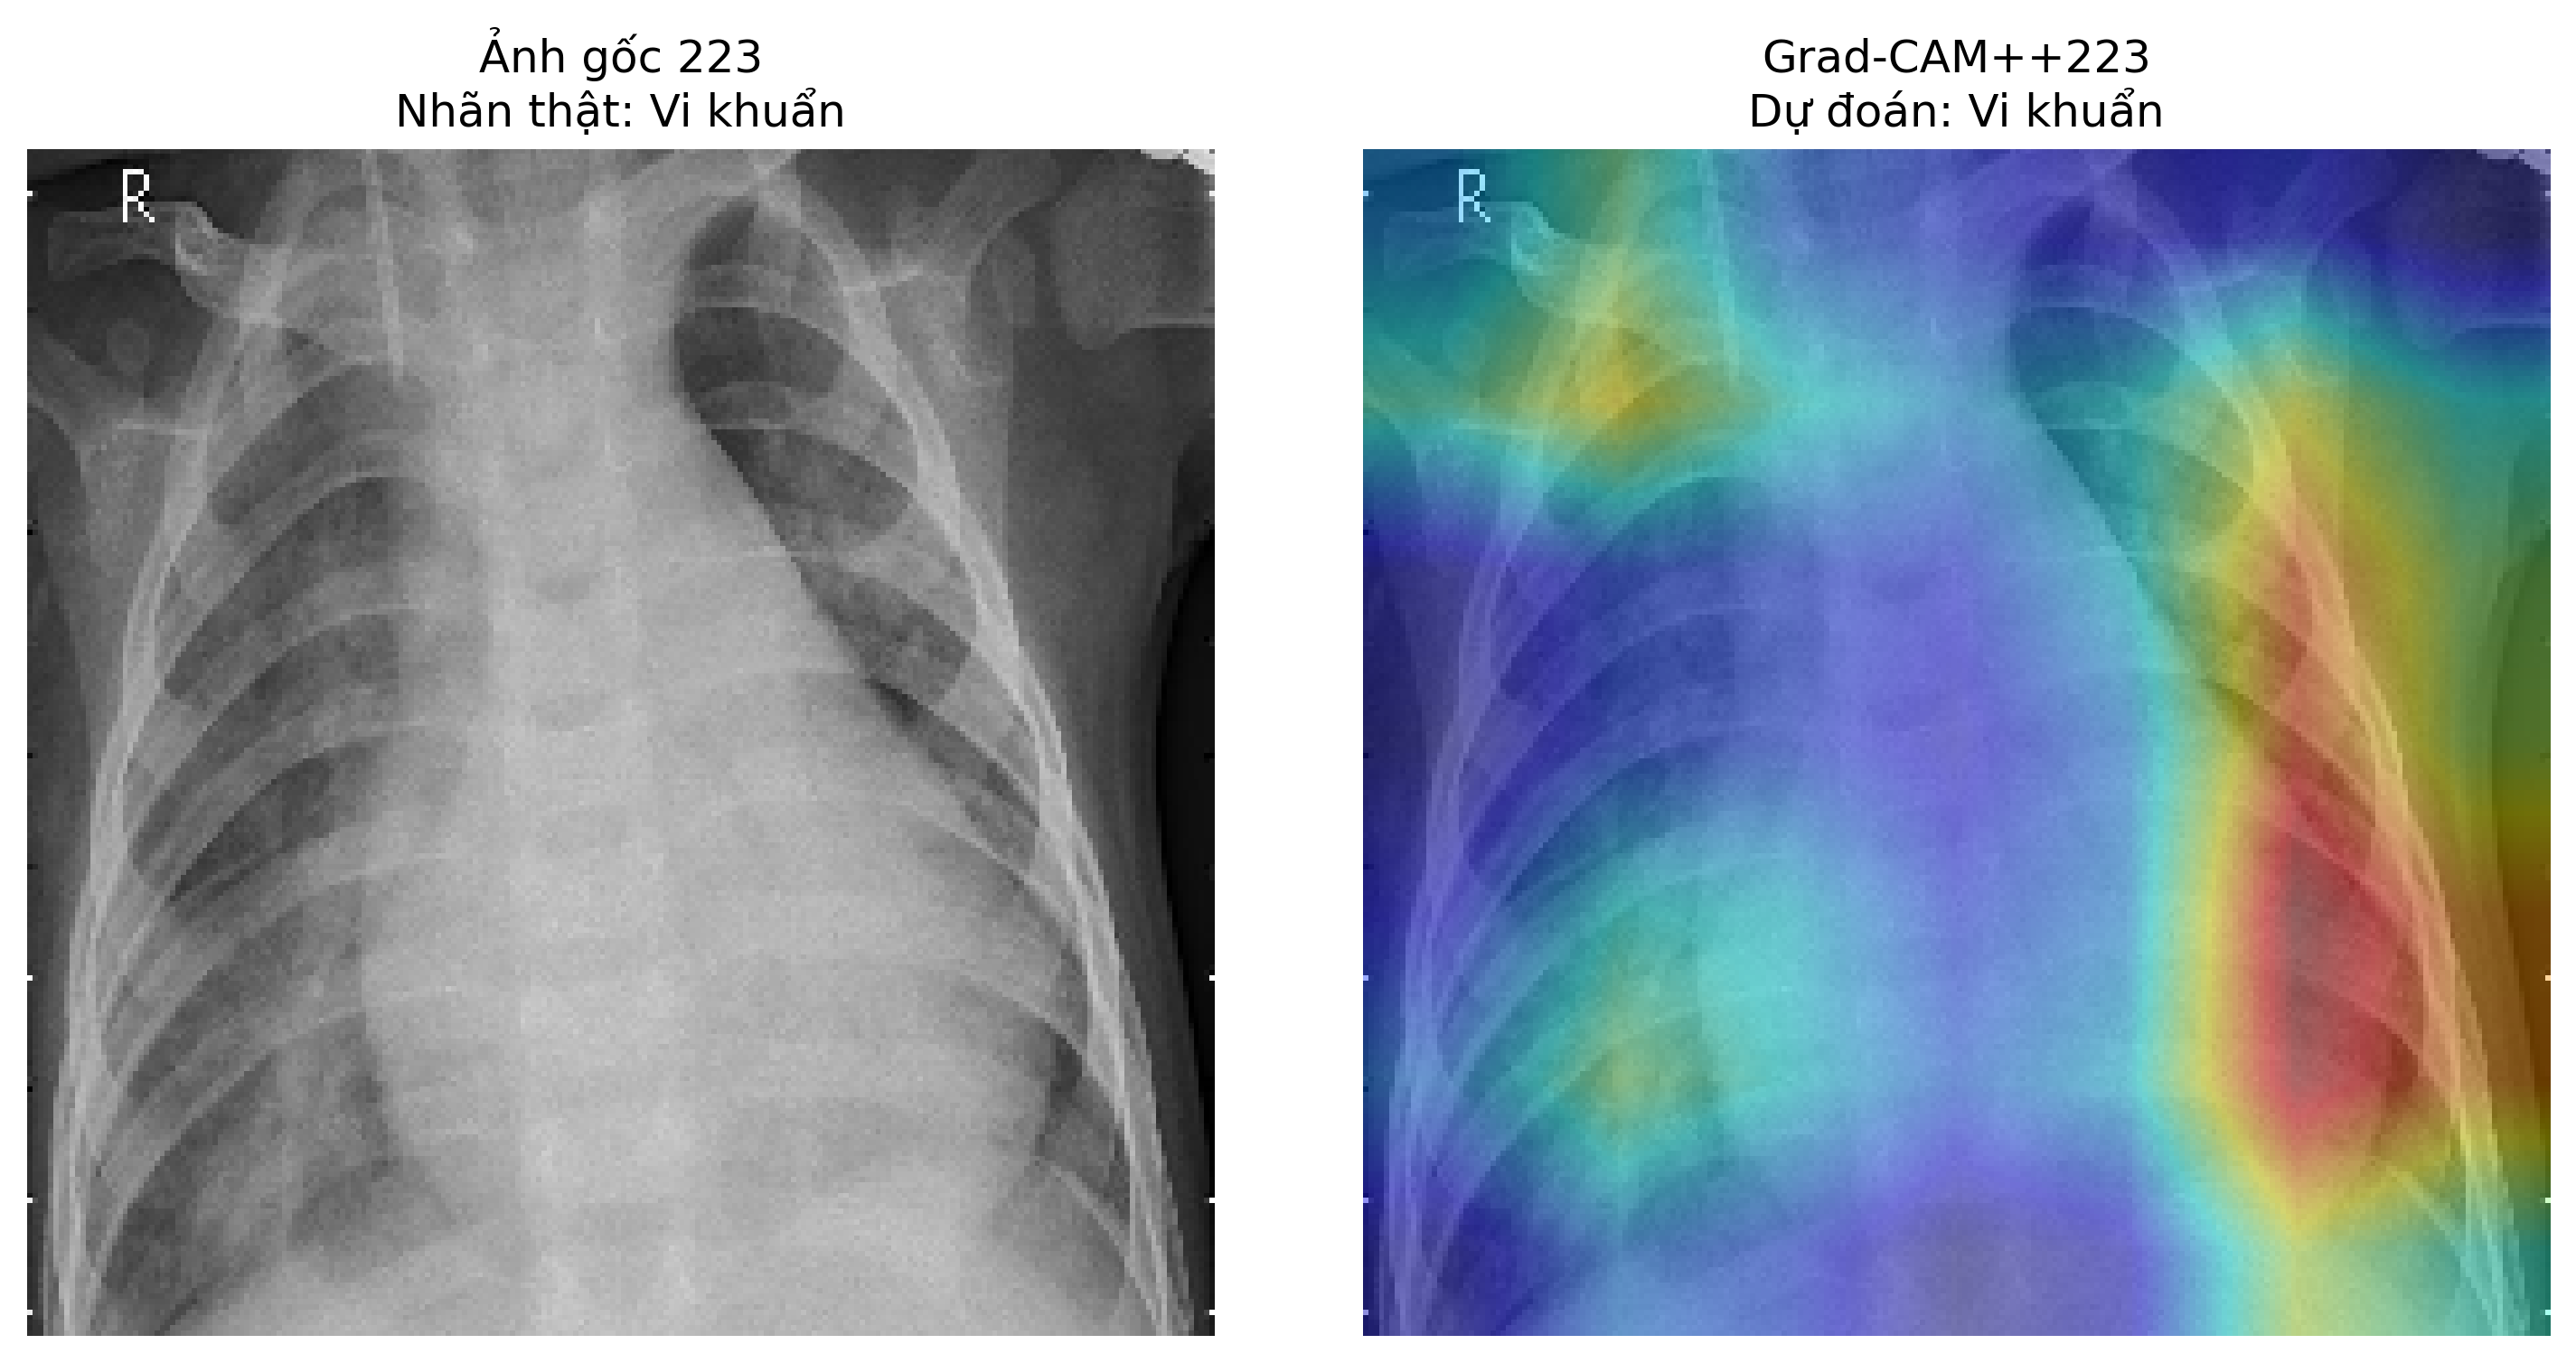 Ảnh gốc 223
Nhãn thật: Vi khuẩn
Grad-CAM++223
Dự đoán: Vi khuẩn
R
R